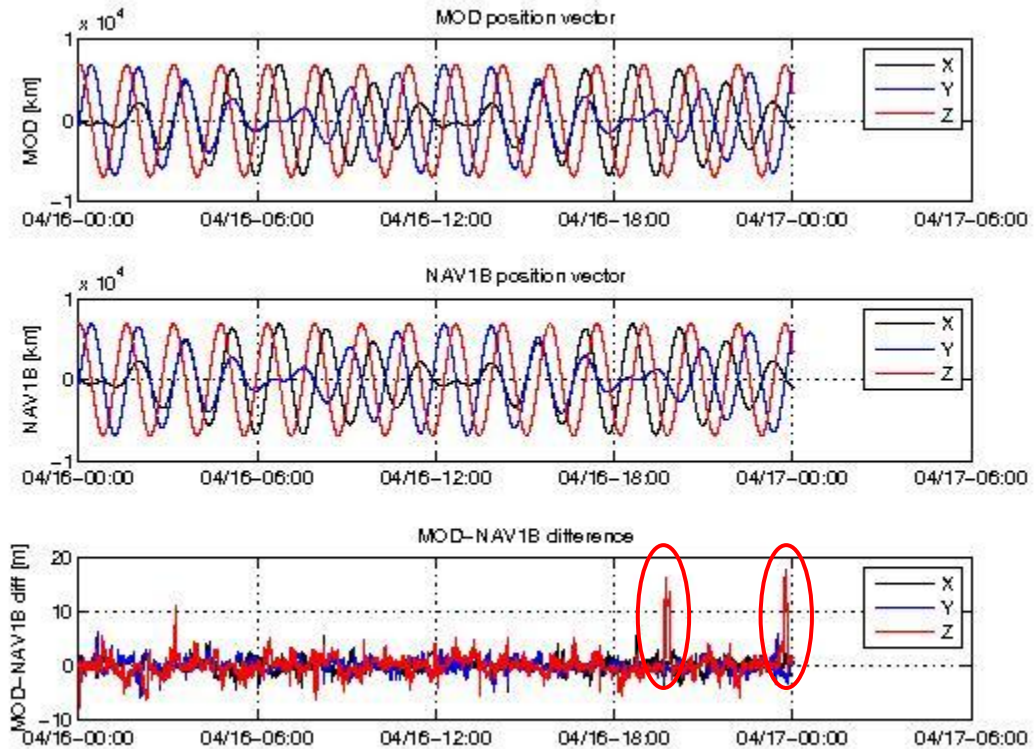 MOD position vector
x 10^4
1
0
-1
MOD [km]
X
Y
Z
04/16-00:00 04/16-06:00 04/16-12:00 04/16-18:00 04/17-00:00 04/17-06:00
NAV1B position vector
x 10^4
1
0
-1
NAV1B [km]
X
Y
Z
04/16-00:00 04/16-06:00 04/16-12:00 04/16-18:00 04/17-00:00 04/17-06:00
MOD-NAV1B difference
20
10
0
-10
MOD-NAV1B diff [m]
X
Y
Z
04/16-00:00 04/16-06:00 04/16-12:00 04/16-18:00 04/17-00:00 04/17-06:00